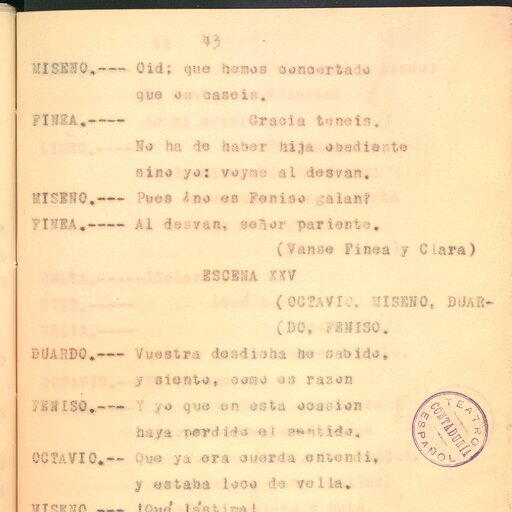 43
MISENO.--- Oid; que hemos concertado
que os caseis.
FINEA.---- Gracia teneis.
No ha de haber hija obediente
sino yo: voyme al desvan.
MISENO.--- Pues ¿no es Feniso galan?
FINEA.---- Al desvan, señor pariente.
(Vanse Finea y Clara)
ESCENA XXV
(OCTAVIO, MISENO, DUAR-
(DO, FENISO.
DUARDO.--- Vuestra desdicha he sabido,
y siento, como es razon
FENISO.--- Y yo que en esta ocasion
haya perdido el sentido.
OCTAVIO.-- Que ya era cuerda entendi,
y estaba loco de vella.
MISENO.--- !Qué lástima!
TEATRO ESPAÑOL
CONTADURÍA